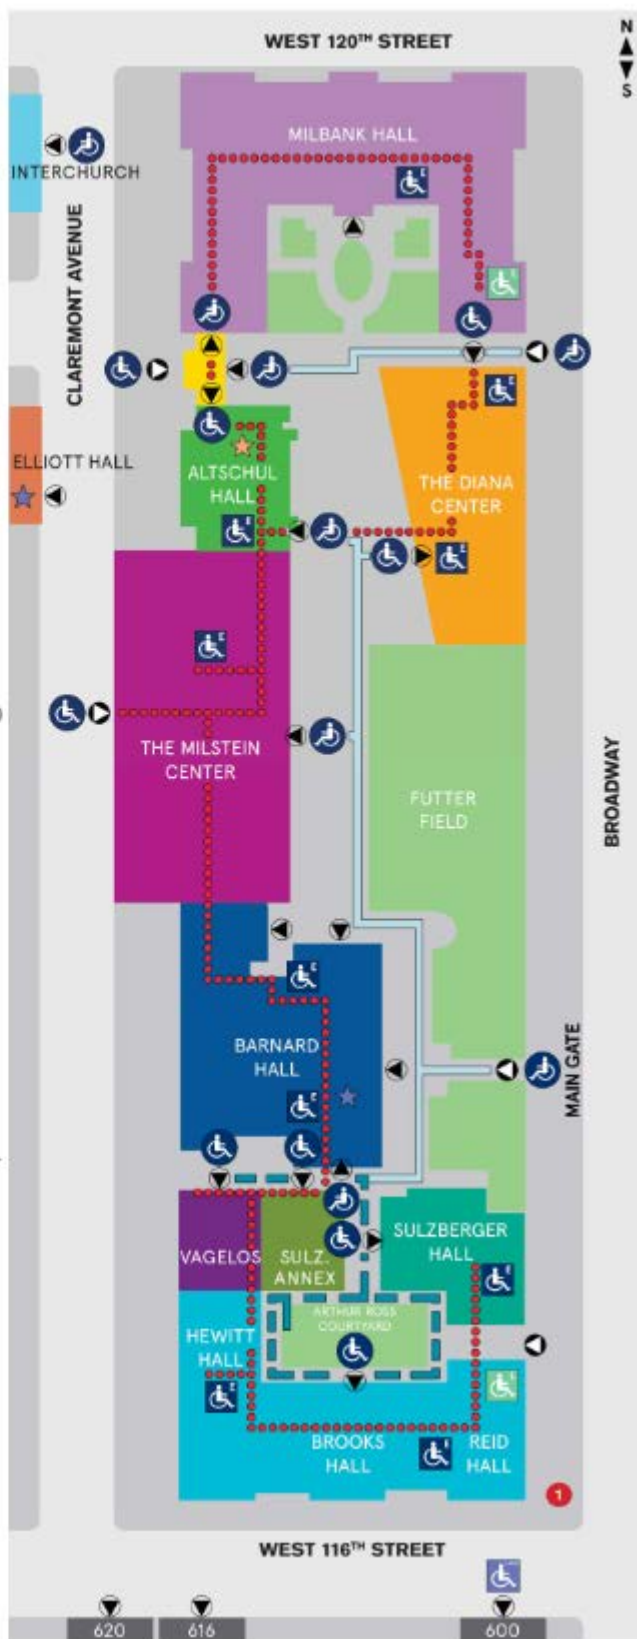 WEST 120TH STREET
N
S
MILBANK HALL
INTERCHURCH
CLAREMONT AVENUE
ELLIOTT HALL
ALTSCHUL
HALL
THE DIANA
CENTER
THE MILSTEIN
CENTER
FUTTER
FIELD
BROADWAY
BARNARD
HALL
MAIN GATE
VAGELOS
SULZ.
ANNEX
SULZBERGER
HALL
ARTHUR ROSS
COURTYARD
HEWITT
HALL
BROOKS
HALL
REID
HALL
1
WEST 116TH STREET
620
616
600